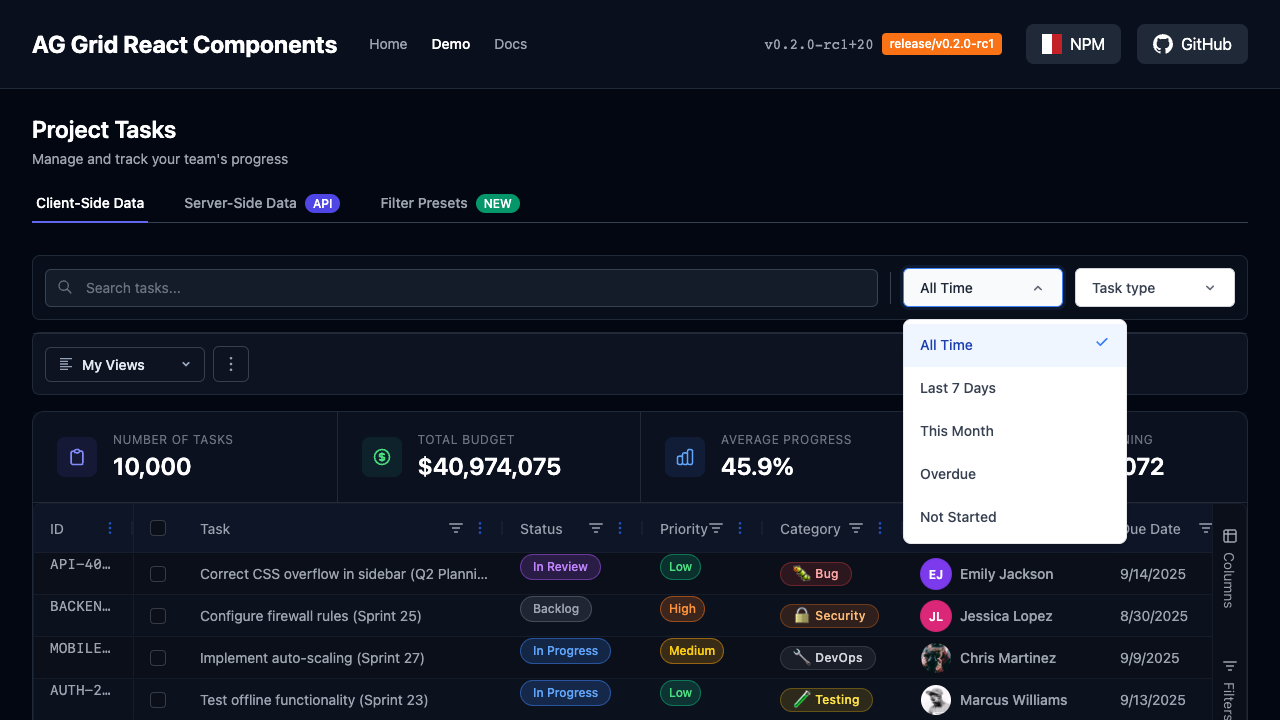 AG Grid React Components
Home Demo Docs
v0.2.0-rc1+20 release/v0.2.0-rc1
NPM GitHub
Project Tasks
Manage and track your team's progress
Client-Side Data Server-Side Data API Filter Presets NEW
Search tasks... All Time Task type
All Time
Last 7 Days
This Month
Overdue
Not Started
My Views
NUMBER OF TASKS
10,000
TOTAL BUDGET
$40,974,075
AVERAGE PROGRESS
45.9%
ID Task Status Priority Category Due Date
API-40… Correct CSS overflow in sidebar (Q2 Planni… In Review Low Bug EJ Emily Jackson 9/14/2025
BACKEN… Configure firewall rules (Sprint 25) Backlog High Security JL Jessica Lopez 8/30/2025
MOBILE… Implement auto-scaling (Sprint 27) In Progress Medium DevOps Chris Martinez 9/9/2025
AUTH-2… Test offline functionality (Sprint 23) In Progress Low Testing Marcus Williams 9/13/2025
Columns
Filters